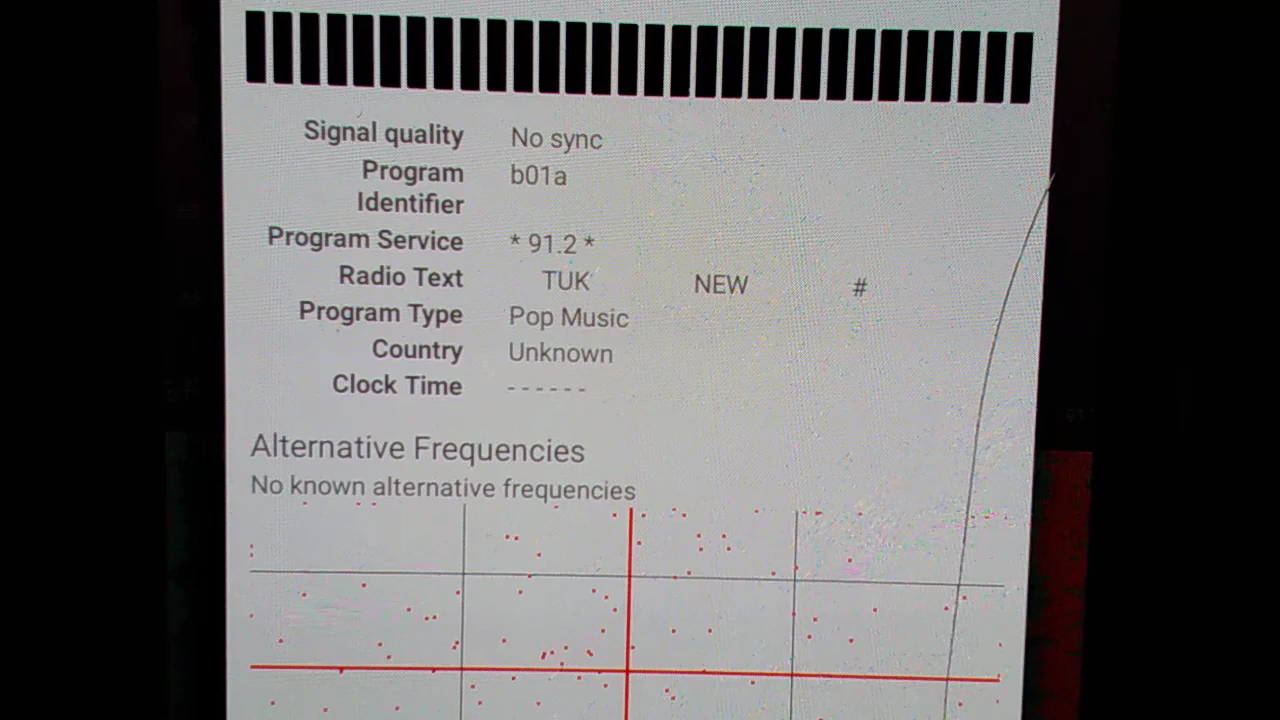 Signal quality No sync
Program Identifier b01a
Program Service * 91.2 *
Radio Text TUK NEW #
Program Type Pop Music
Country Unknown
Clock Time ------
Alternative Frequencies
No known alternative frequencies